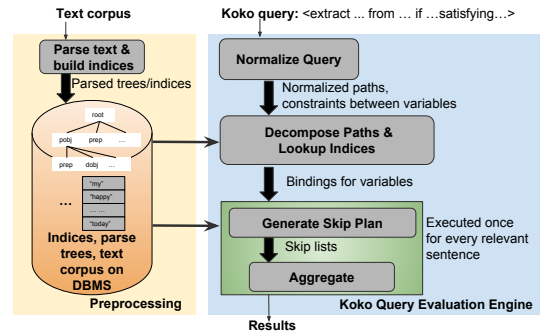 Text corpus
Koko query: <extract ... from … if …satisfying…>
Parse text &
build indices
Parsed trees/indices
root
pobj prep …
prep dobj …
…
"my"
"happy"
… …
"today"
Indices, parse
trees, text
corpus on
DBMS
Preprocessing
Normalize Query
Normalized paths,
constraints between variables
Decompose Paths &
Lookup Indices
Bindings for variables
Generate Skip Plan
Skip lists
Aggregate
Executed once
for every relevant
sentence
Koko Query Evaluation Engine
Results